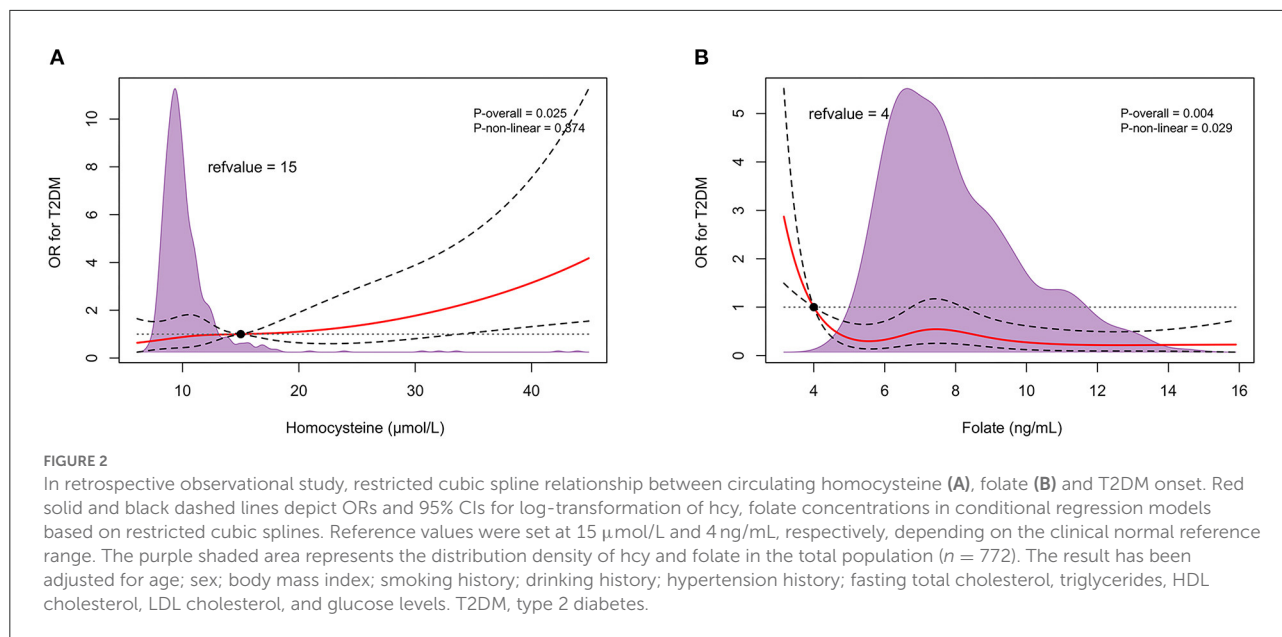 A
OR for T2DM
10
8
6
4
2
0
P-overall = 0.025
P-non-linear = 0.874
refvalue = 15
10
20
30
40
Homocysteine (μmol/L)
B
OR for T2DM
5
4
3
2
1
0
refvalue = 4
P-overall = 0.004
P-non-linear = 0.029
4
6
8
10
12
14
16
Folate (ng/mL)
FIGURE 2
In retrospective observational study, restricted cubic spline relationship between circulating homocysteine (A), folate (B) and T2DM onset. Red
solid and black dashed lines depict ORs and 95% CIs for log-transformation of hcy, folate concentrations in conditional regression models
based on restricted cubic splines. Reference values were set at 15 μmol/L and 4 ng/mL, respectively, depending on the clinical normal reference
range. The purple shaded area represents the distribution density of hcy and folate in the total population (n = 772). The result has been
adjusted for age; sex; body mass index; smoking history; drinking history; hypertension history; fasting total cholesterol, triglycerides, HDL
cholesterol, LDL cholesterol, and glucose levels. T2DM, type 2 diabetes.